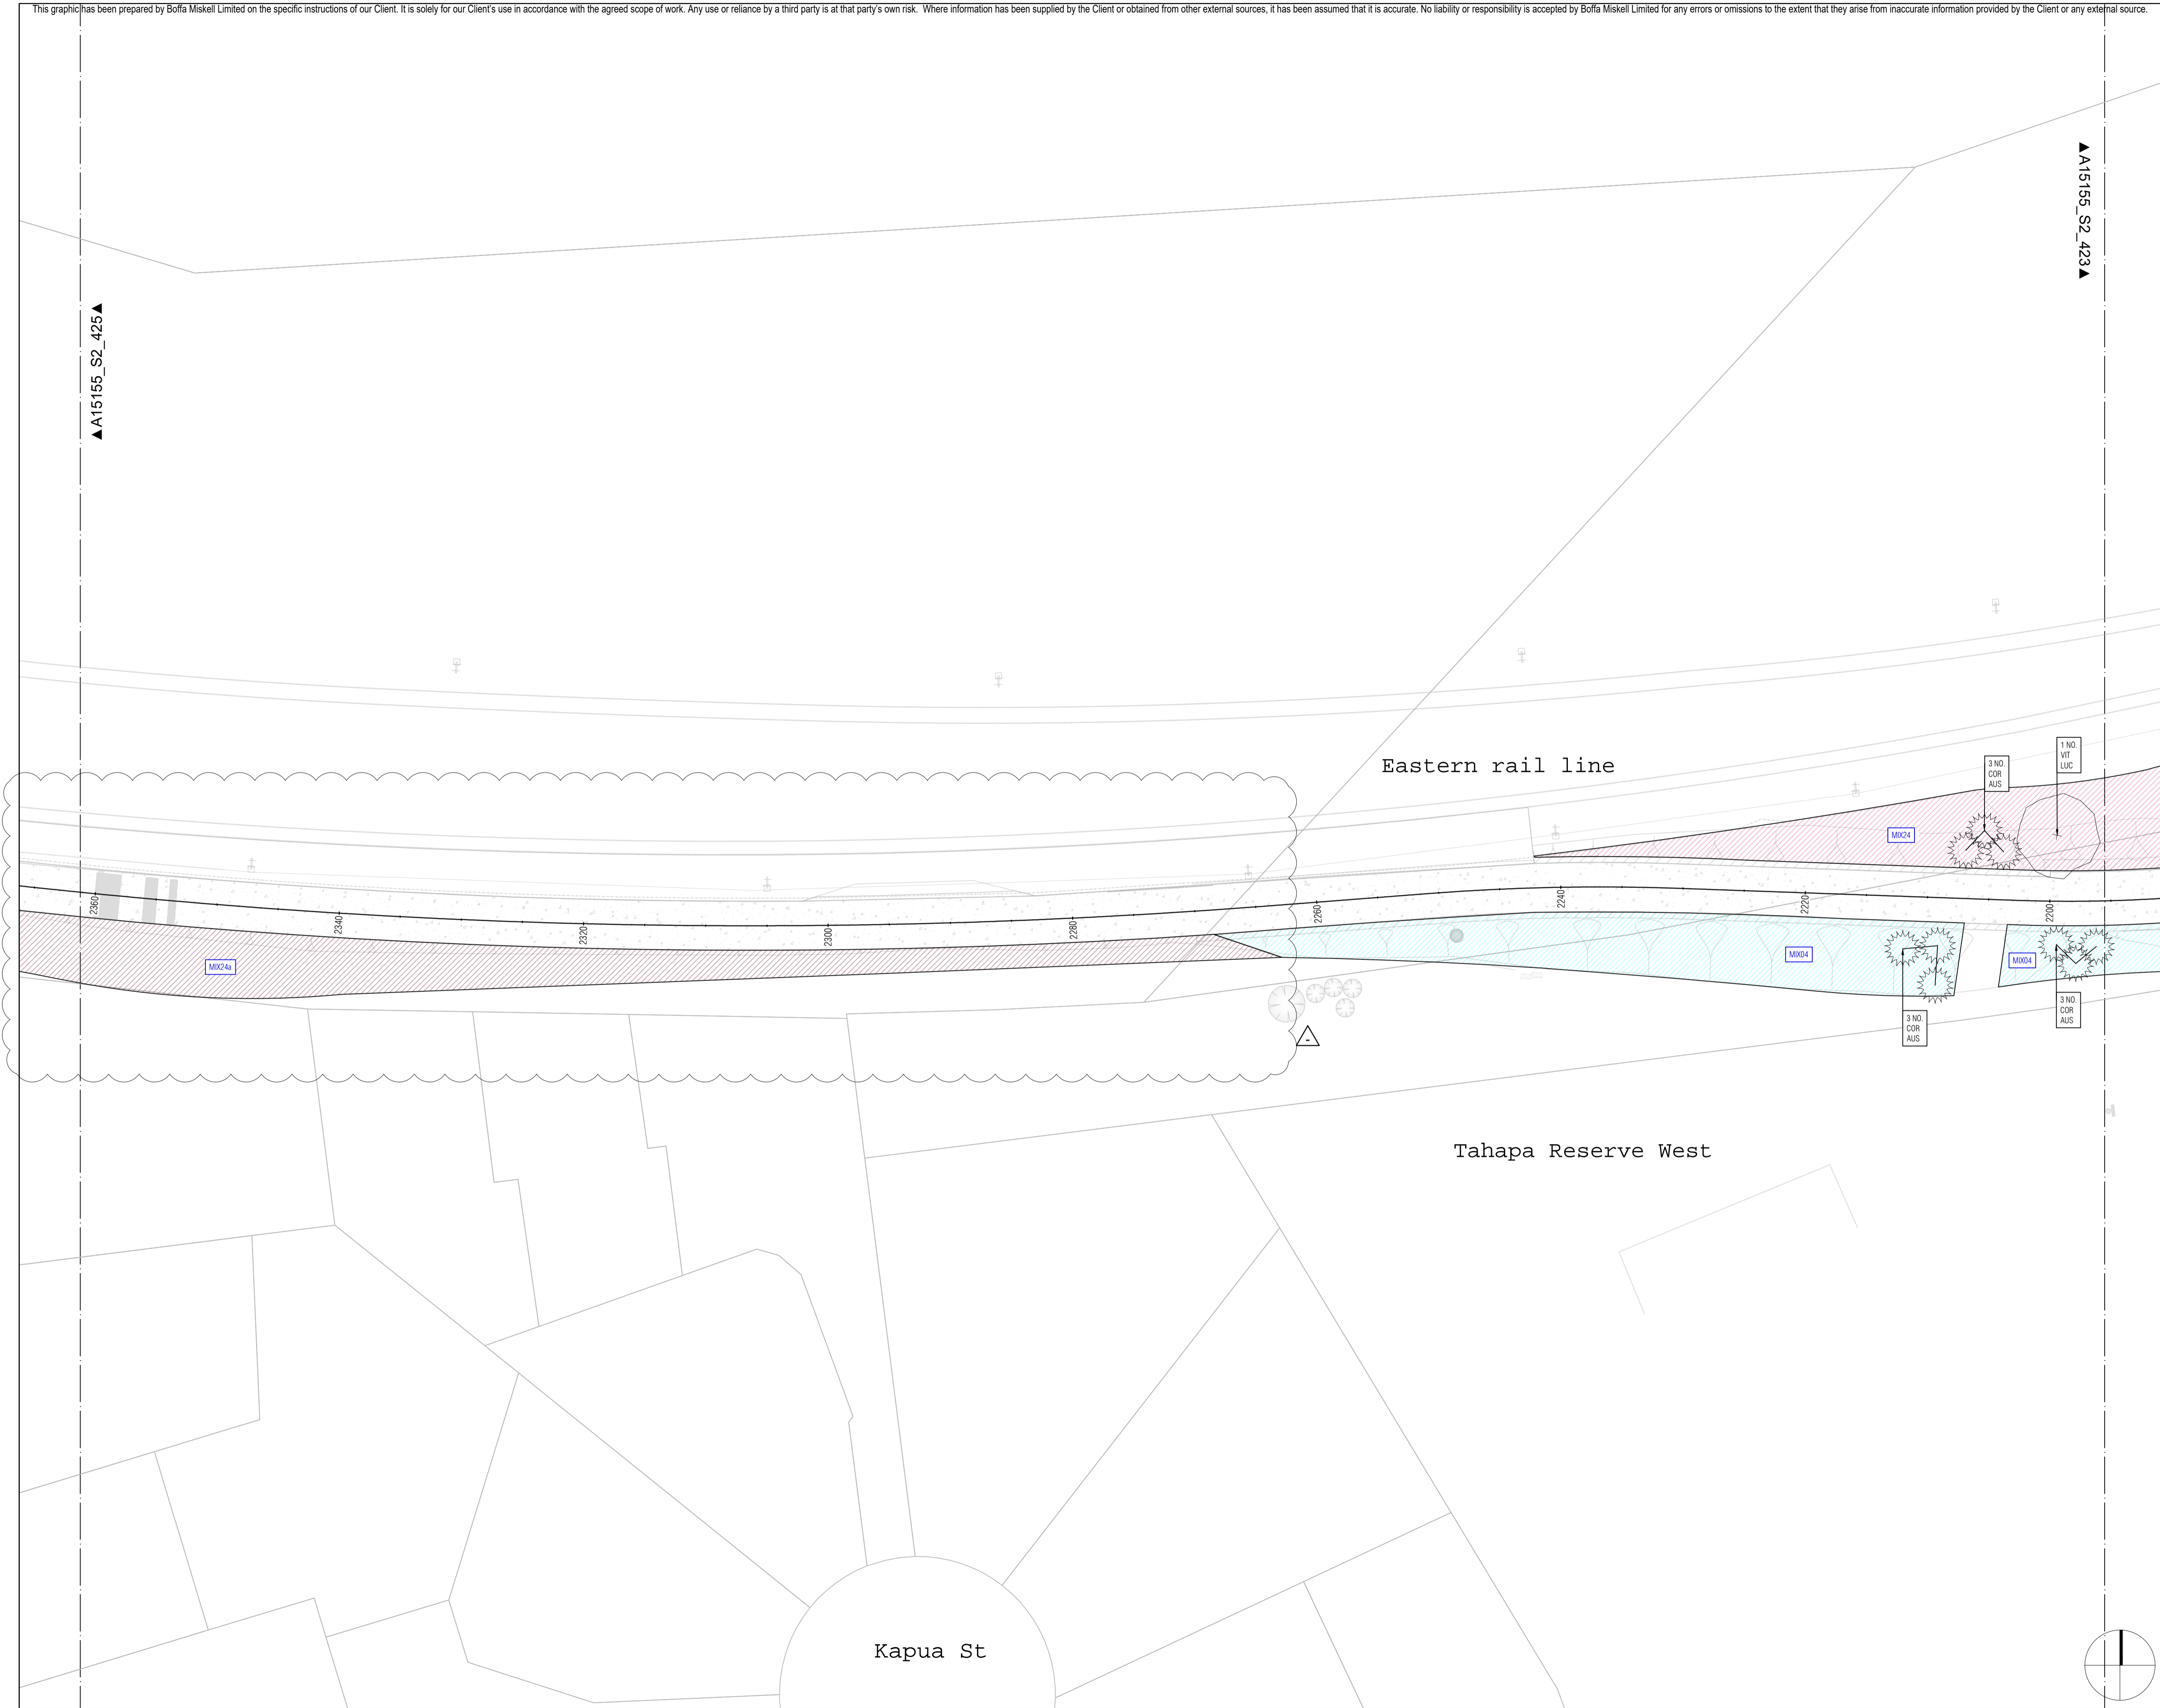 This graphic has been prepared by Boffa Miskell Limited on the specific instructions of our Client. It is solely for our Client's use in accordance with the agreed scope of work. Any use or reliance by a third party is at that party's own risk.  Where information has been supplied by the Client or obtained from other external sources, it has been assumed that it is accurate. No liability or responsibility is accepted by Boffa Miskell Limited for any errors or omissions to the extent that they arise from inaccurate information provided by the Client or any external source.
▲A15155_S2_425▲
▲A15155_S2_423▲
Eastern rail line
3 NO.
COR
AUS
1 NO.
VIT
LUC
MIX24
2360
2340
2320
2300
2280
2260
2240
2220
2200
MIX24a
MIX04
MIX04
3 NO.
COR
AUS
3 NO.
COR
AUS
-
Tahapa Reserve West
Kapua St